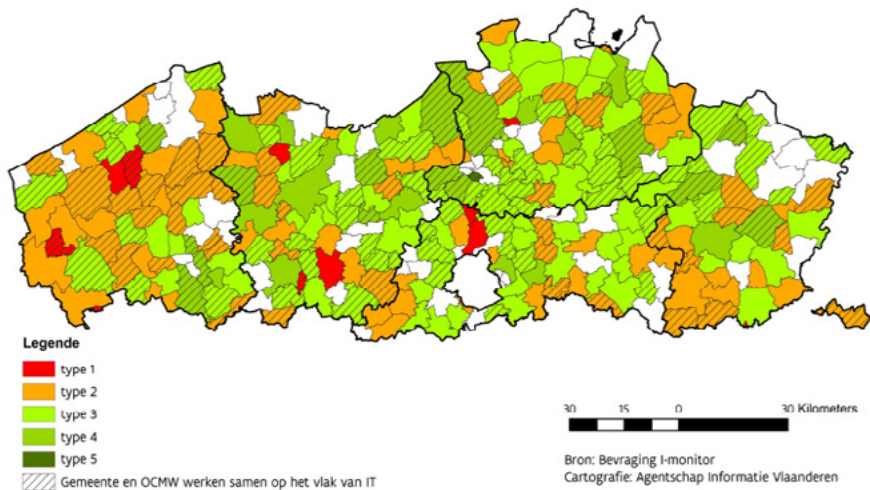 Legende
type 1
type 2
type 3
type 4
type 5
Gemeente en OCMW werken samen op het vlak van IT
30 15 0 30 Kilometers
Bron: Bevraging I-monitor
Cartografie: Agentschap Informatie Vlaanderen